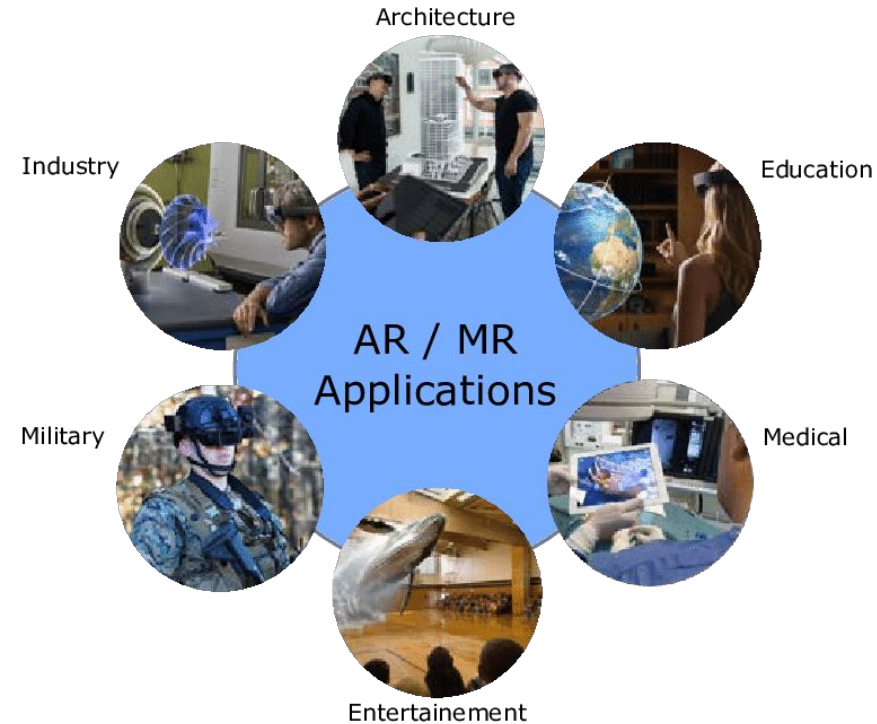 Architecture
Industry
Education
AR / MR
Applications
Military
Medical
Entertainement